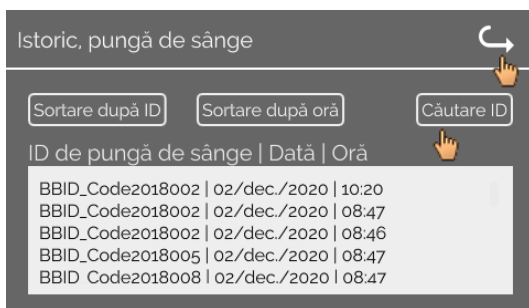 Istoric, pungă de sânge
Sortare după ID Sortare după oră Căutare ID
ID de pungă de sânge | Dată | Oră
BBID_Code2018002 | 02/dec./2020 | 10:20
BBID_Code2018002 | 02/dec./2020 | 08:47
BBID_Code2018002 | 02/dec./2020 | 08:46
BBID_Code2018005 | 02/dec./2020 | 08:47
BBID_Code2018008 | 02/dec./2020 | 08:47